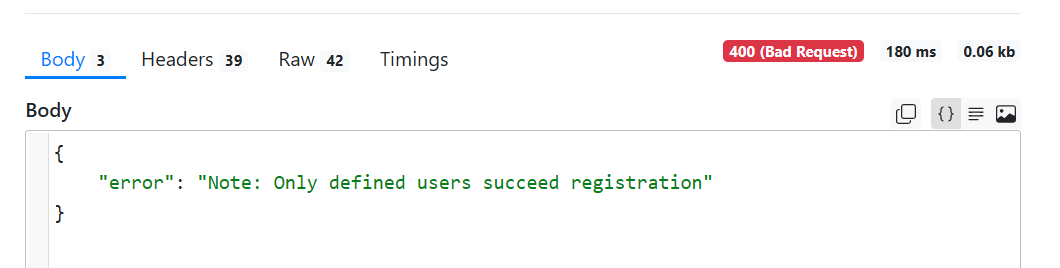 Body 3 Headers 39 Raw 42 Timings 400 (Bad Request) 180 ms 0.06 kb
Body {}
{
"error": "Note: Only defined users succeed registration"
}